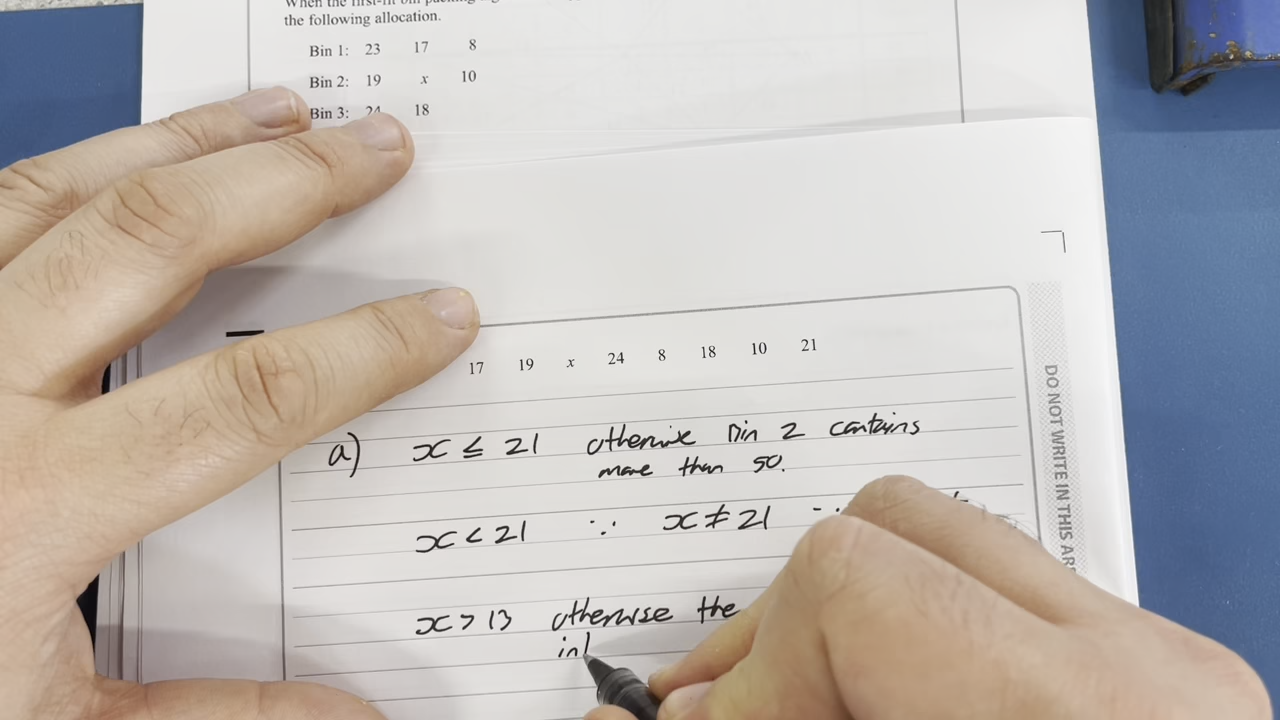 the following allocation.
Bin 1: 23 17 8
Bin 2: 19 x 10
Bin 3: 24 18
17 19 x 24 8 18 10 21
a) x ≤ 21 otherwise Bin 2 contains
more than 50.
x < 21 ∵ x ≠ 21
x > 13 otherwise the
in
DO NOT WRITE IN THIS AR